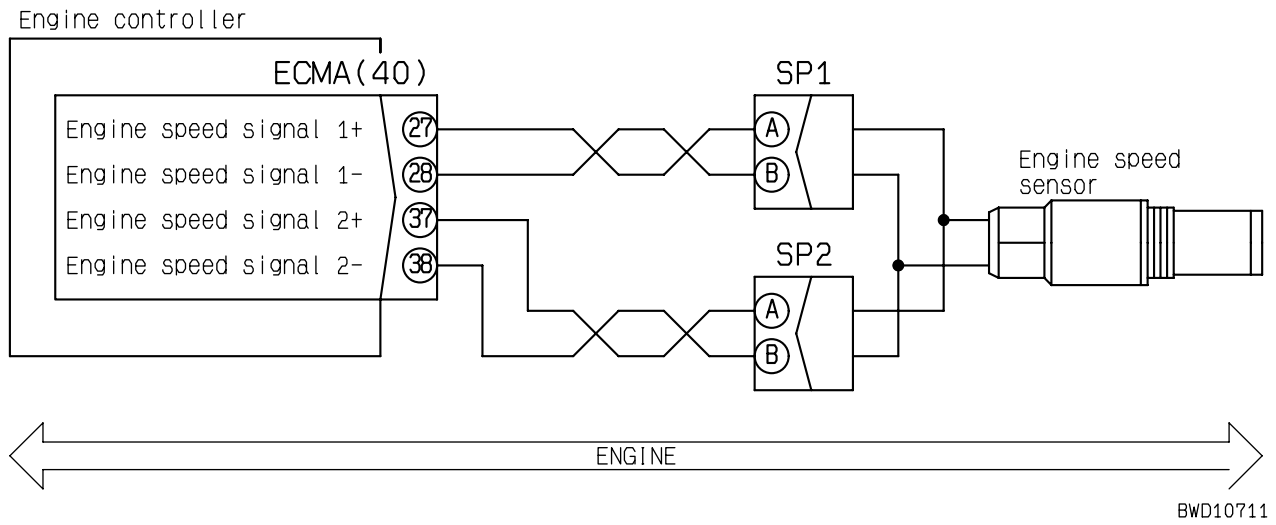 Engine controller
ECMA(40)
Engine speed signal 1+
27
Engine speed signal 1-
28
Engine speed signal 2+
37
Engine speed signal 2-
38
SP1
A
B
SP2
A
B
Engine speed
sensor
ENGINE
BWD10711